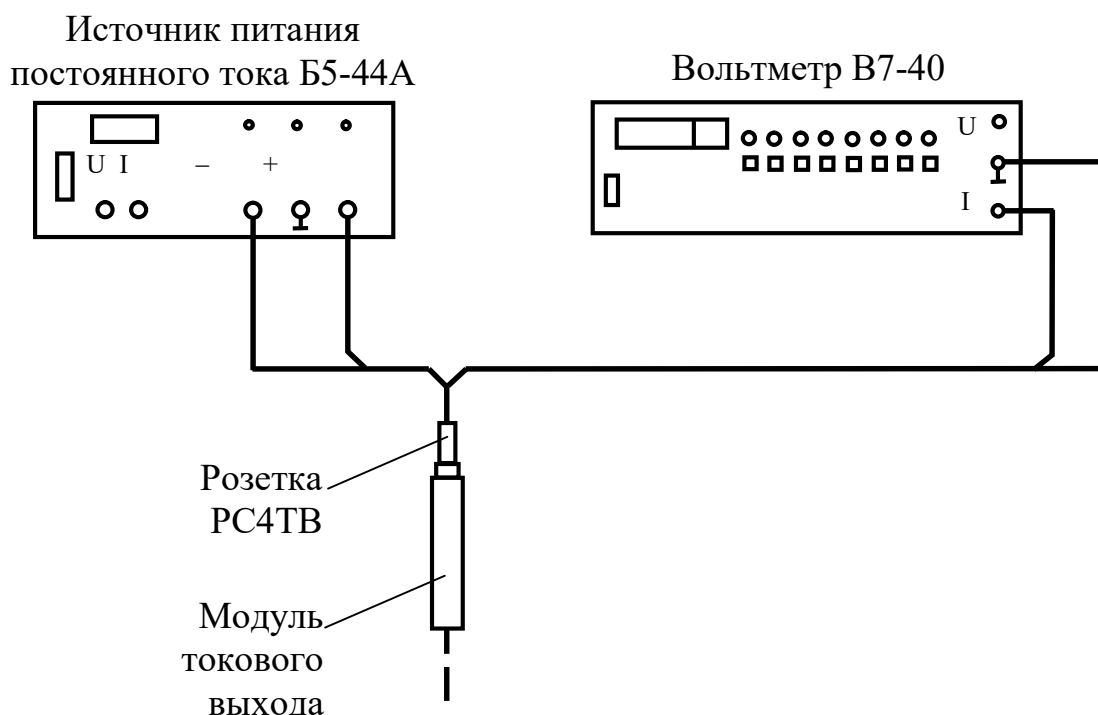 Источник питания
постоянного тока Б5-44А
Вольтметр В7-40
U I − +
U
I
Розетка
РС4ТВ
Модуль
токового
выхода